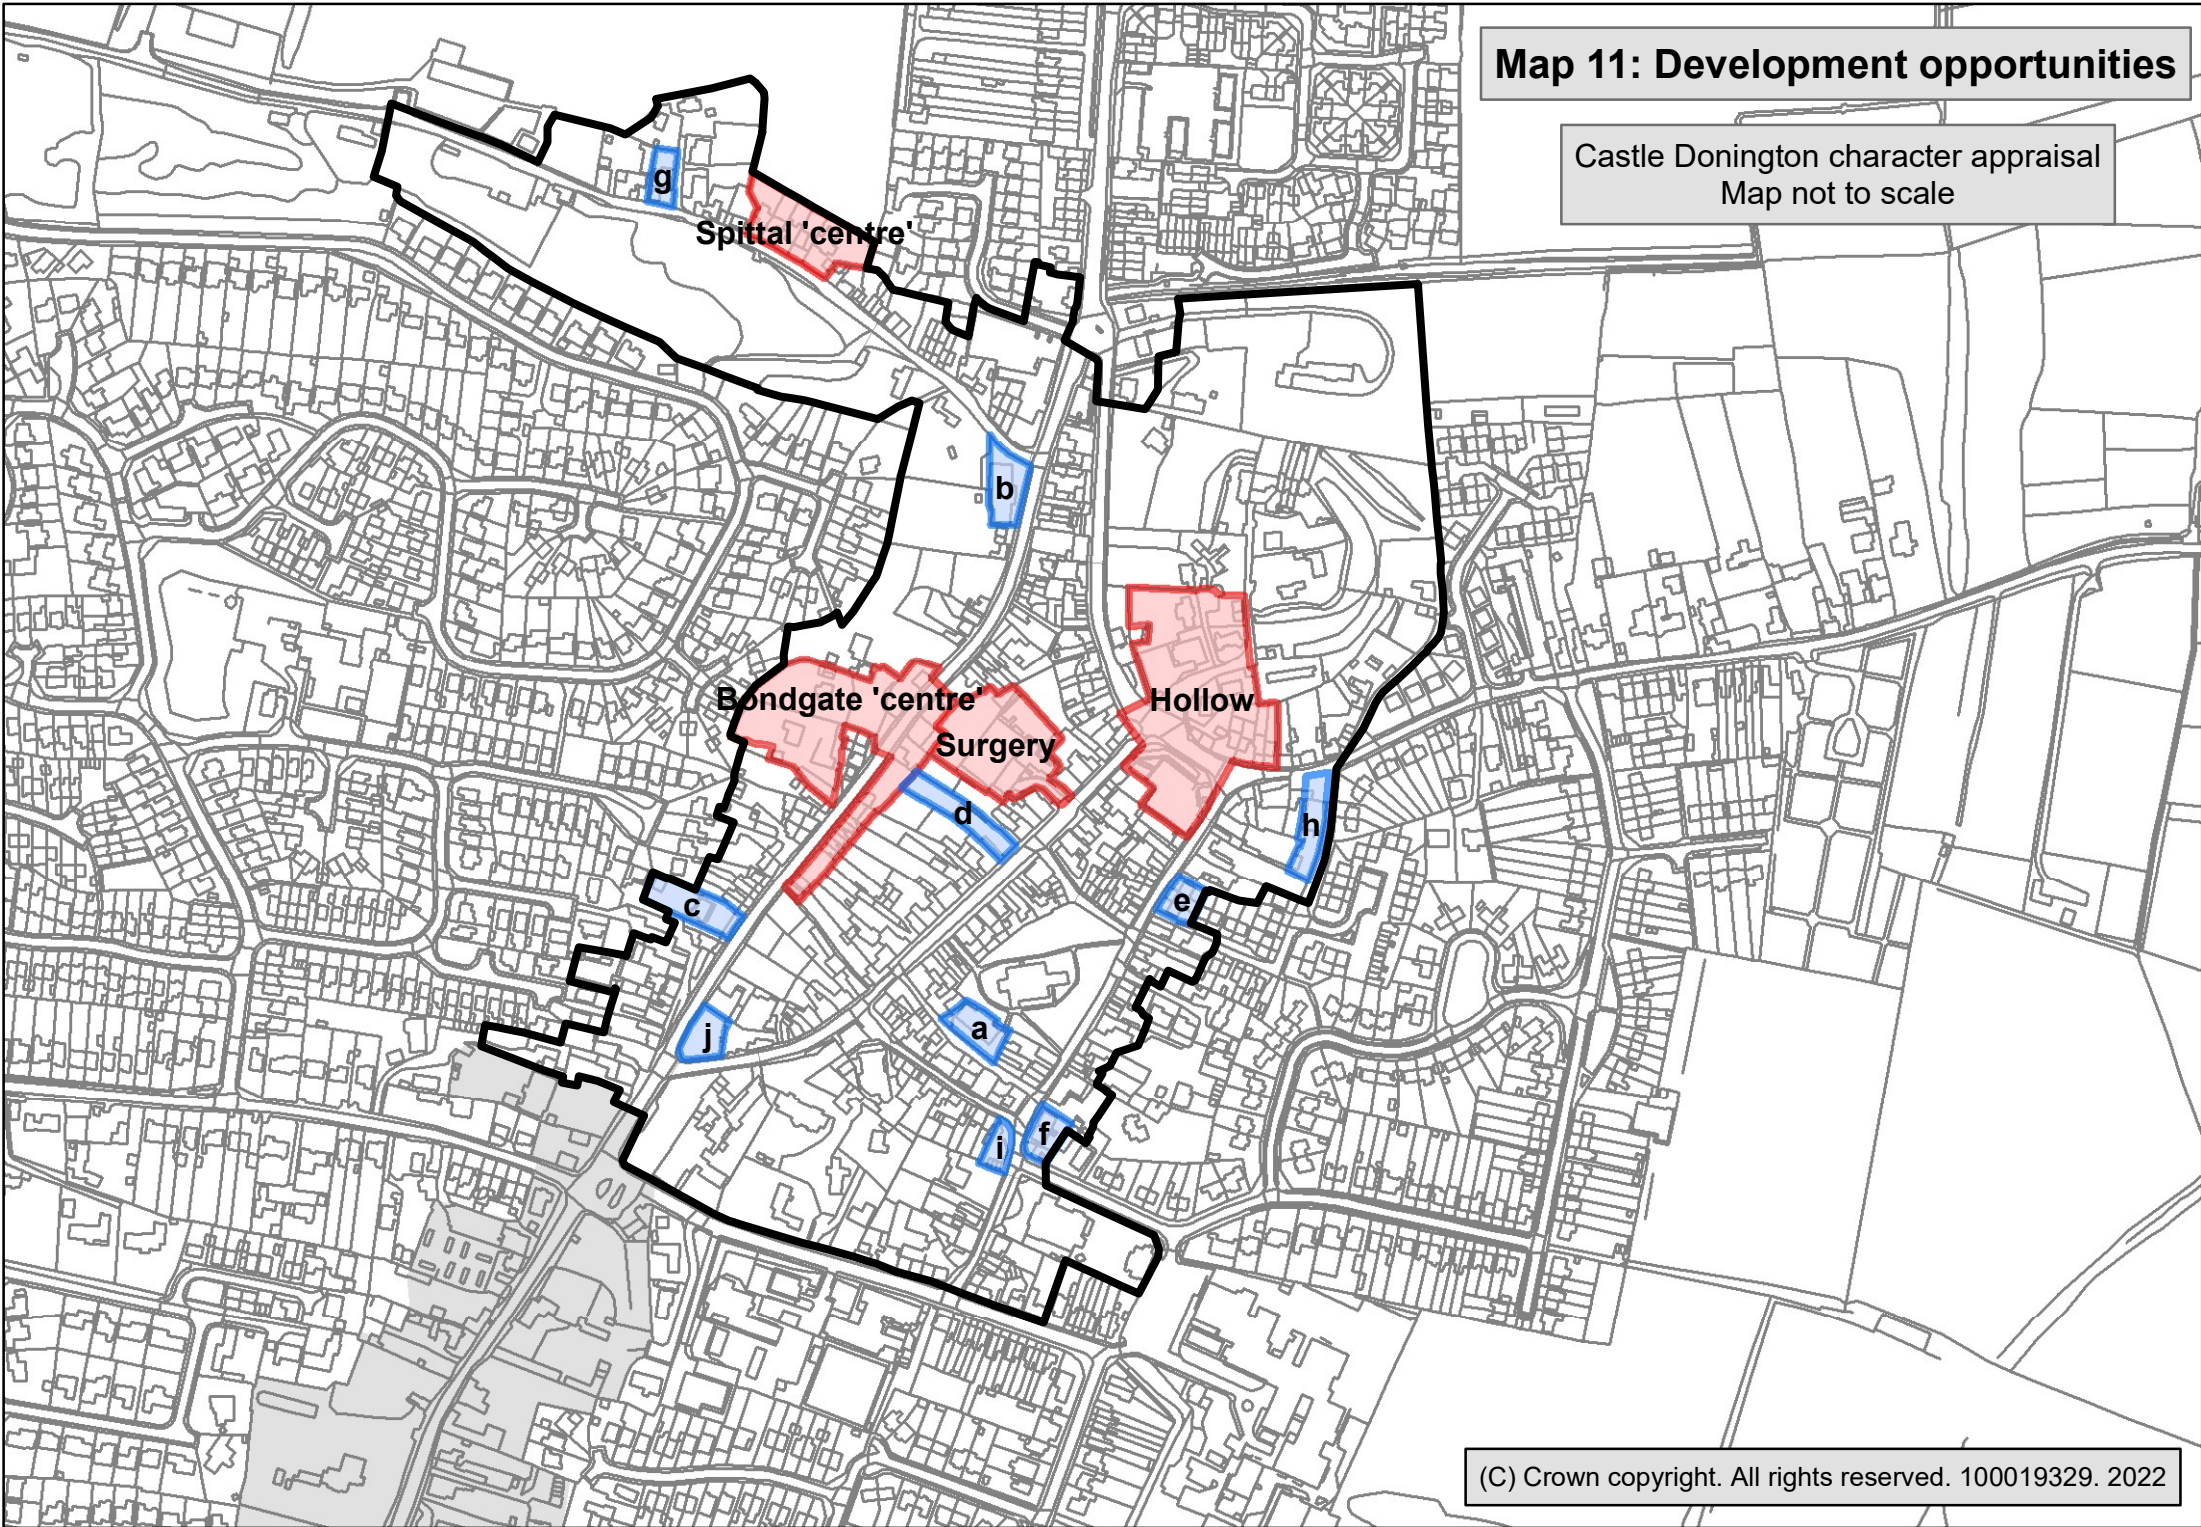 Map 11: Development opportunities
Castle Donington character appraisal
Map not to scale
g
Spittal 'centre'
b
Bondgate 'centre'
Hollow
Surgery
d
h
c
e
j
a
i
f
(C) Crown copyright. All rights reserved. 100019329. 2022